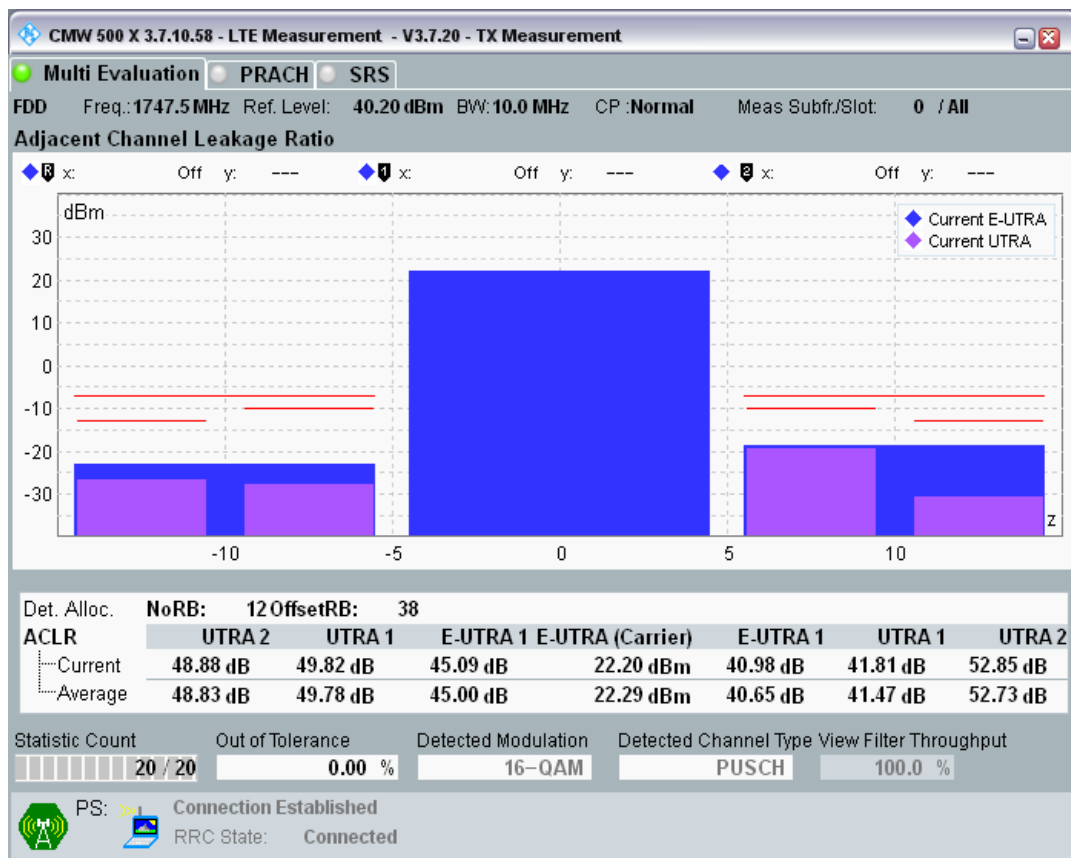 CMW 500 X 3.7.10.58 - LTE Measurement - V3.7.20 - TX Measurement
Multi Evaluation PRACH SRS
FDD Freq.:1747.5 MHz Ref. Level: 40.20 dBm BW:10.0 MHz CP :Normal Meas Subfr./Slot: 0 / All
Adjacent Channel Leakage Ratio
R x: Off y: --- 1 x: Off y: --- 2 x: Off y: ---
dBm
Current E-UTRA
Current UTRA
30
20
10
0
-10
-20
-30
z
-10 -5 0 5 10
Det. Alloc. NoRB: 12 OffsetRB: 38
ACLR UTRA 2 UTRA 1 E-UTRA 1 E-UTRA (Carrier) E-UTRA 1 UTRA 1 UTRA 2
Current 48.88 dB 49.82 dB 45.09 dB 22.20 dBm 40.98 dB 41.81 dB 52.85 dB
Average 48.83 dB 49.78 dB 45.00 dB 22.29 dBm 40.65 dB 41.47 dB 52.73 dB
Statistic Count Out of Tolerance Detected Modulation Detected Channel Type View Filter Throughput
20 / 20 0.00 % 16-QAM PUSCH 100.0 %
PS: Connection Established
RRC State: Connected